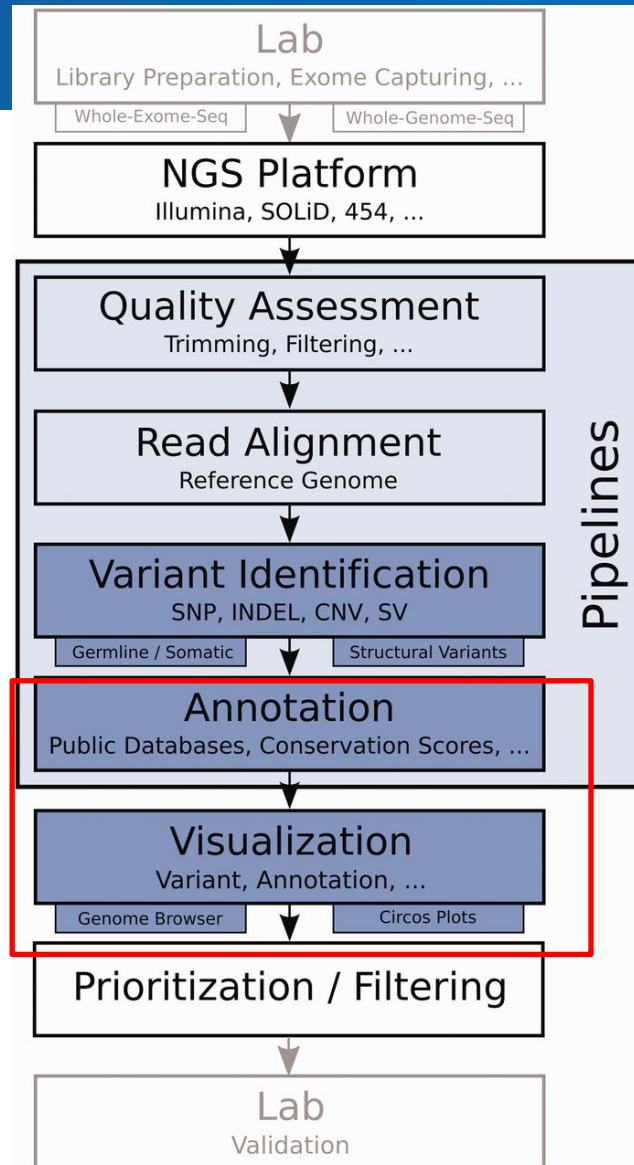 Lab
Library Preparation, Exome Capturing, ...
Whole-Exome-Seq
Whole-Genome-Seq
NGS Platform
Illumina, SOLiD, 454, ...
Pipelines
Quality Assessment
Trimming, Filtering, ...
Read Alignment
Reference Genome
Variant Identification
SNP, INDEL, CNV, SV
Germline / Somatic
Structural Variants
Annotation
Public Databases, Conservation Scores, ...
Visualization
Variant, Annotation, ...
Genome Browser
Circos Plots
Prioritization / Filtering
Lab
Validation